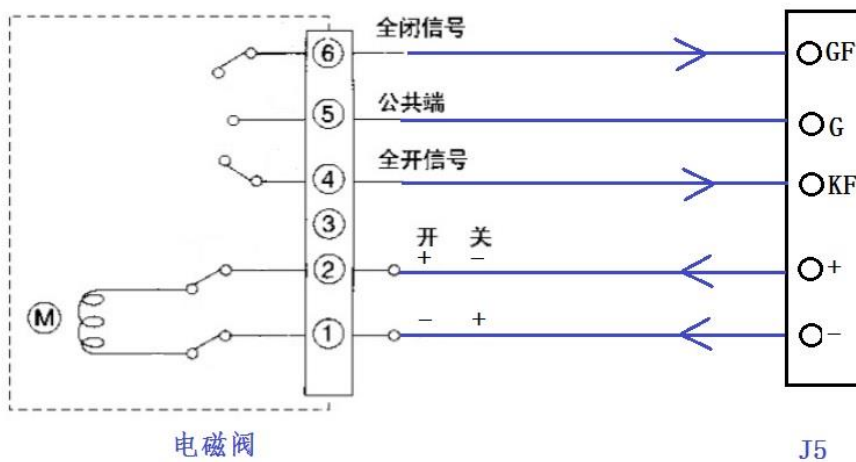 全闭信号
⑥
GF
公共端
⑤
G
全开信号
④
KF
③
开 关
+ −
②
+
M
− +
①
−
电磁阀
J5